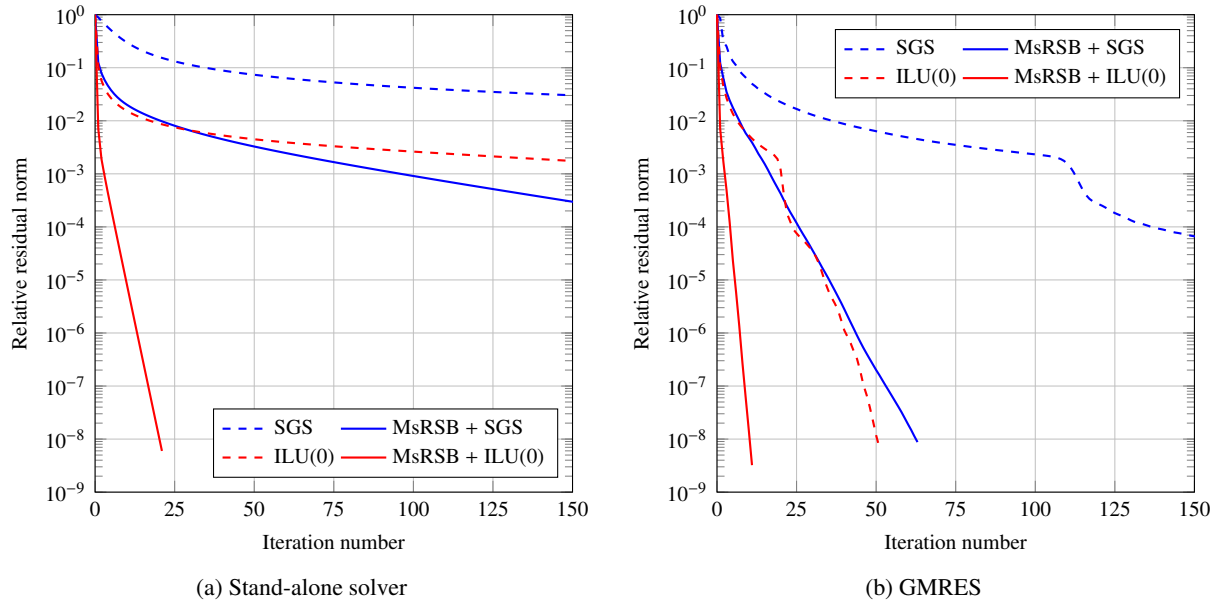 10^0
10^-1
10^-2
10^-3
10^-4
10^-5
10^-6
10^-7
10^-8
10^-9
Relative residual norm
SGS MsRSB + SGS
ILU(0) MsRSB + ILU(0)
0 25 50 75 100 125 150
Iteration number
(a) Stand-alone solver
10^0
10^-1
10^-2
10^-3
10^-4
10^-5
10^-6
10^-7
10^-8
10^-9
Relative residual norm
SGS MsRSB + SGS
ILU(0) MsRSB + ILU(0)
0 25 50 75 100 125 150
Iteration number
(b) GMRES